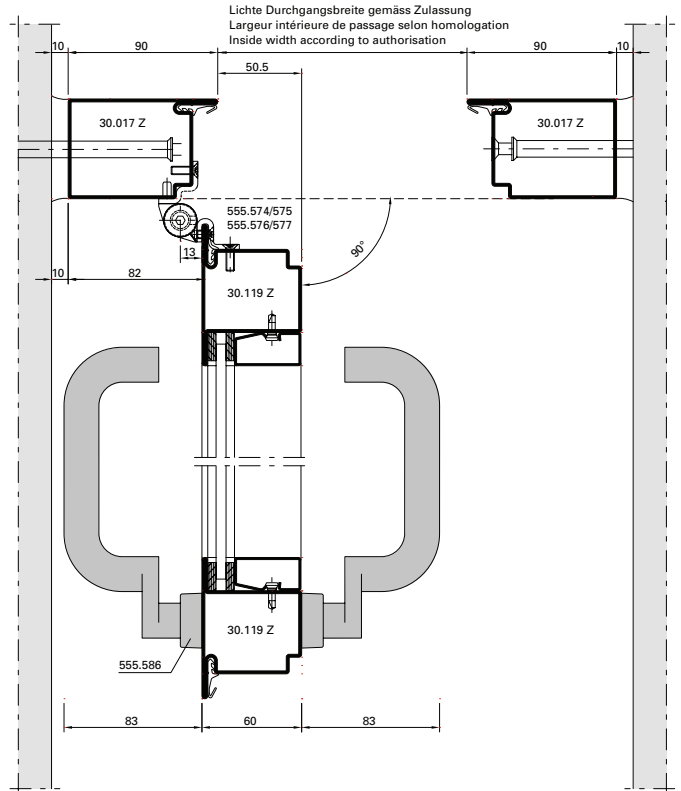 Lichte Durchgangsbreite gemäss Zulassung
Largeur intérieure de passage selon homologation
Inside width according to authorisation
10
90
90
10
50.5
30.017 Z
30.017 Z
555.574/575
555.576/577
90°
13
10
82
30.119 Z
30.119 Z
555.586
83
60
83